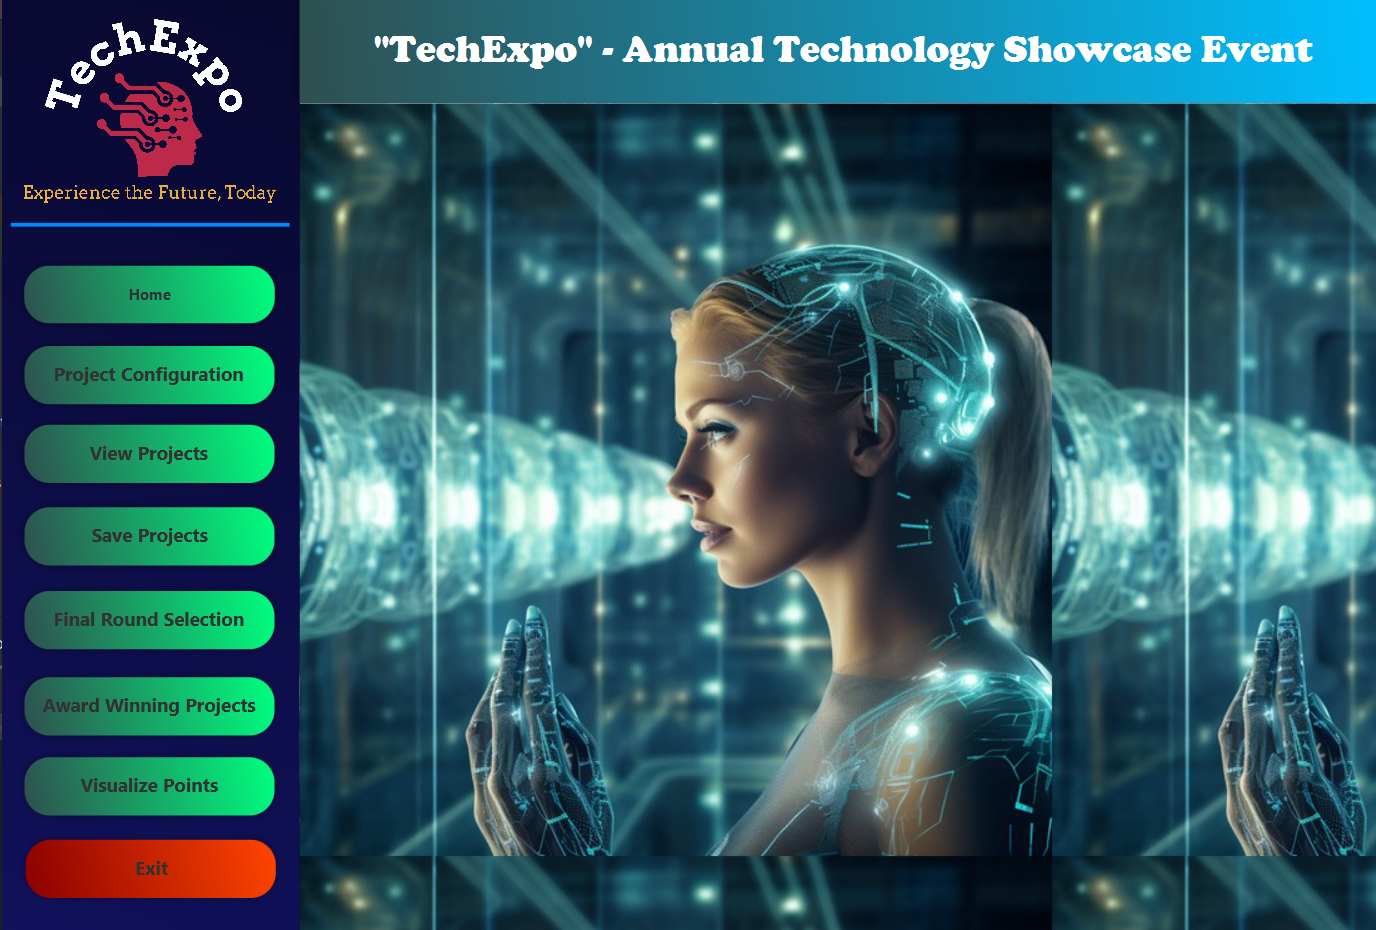 TechExpo
Experience the Future, Today
"TechExpo" - Annual Technology Showcase Event
Home
Project Configuration
View Projects
Save Projects
Final Round Selection
Award Winning Projects
Visualize Points
Exit